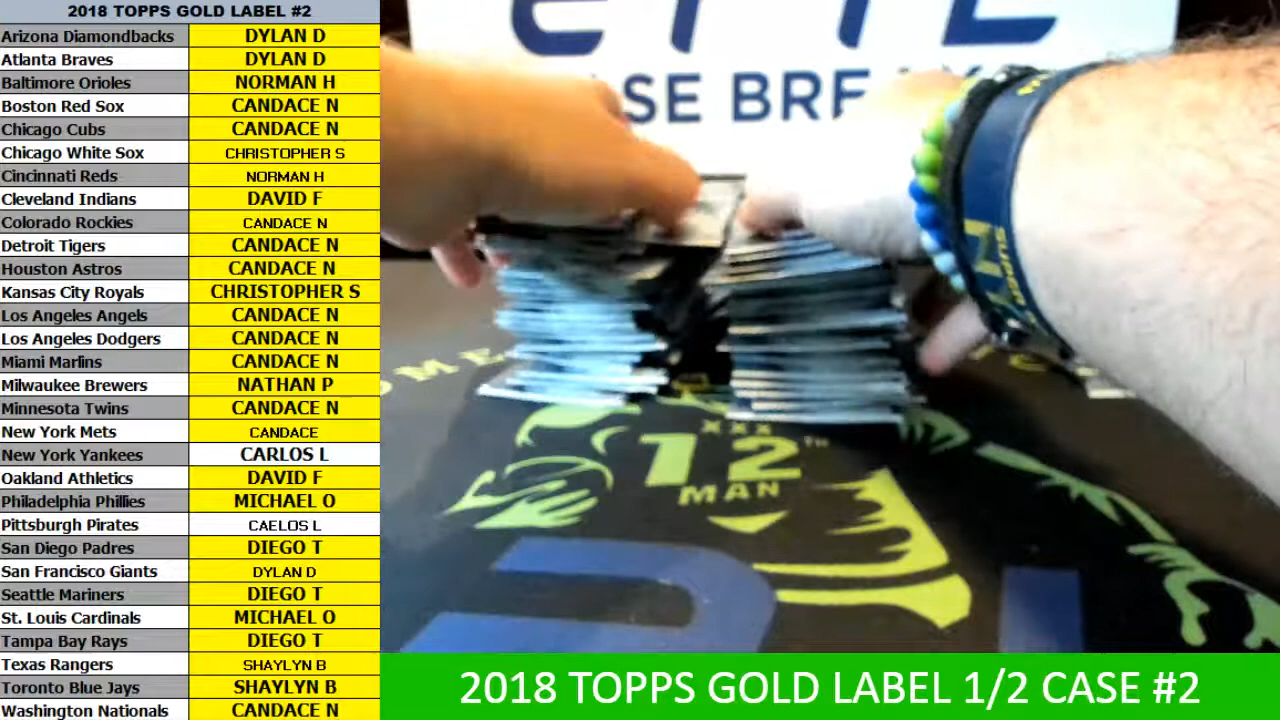 2018 TOPPS GOLD LABEL #2
Arizona Diamondbacks DYLAN D
Atlanta Braves DYLAN D
Baltimore Orioles NORMAN H
Boston Red Sox CANDACE N
Chicago Cubs CANDACE N
Chicago White Sox CHRISTOPHER S
Cincinnati Reds NORMAN H
Cleveland Indians DAVID F
Colorado Rockies CANDACE N
Detroit Tigers CANDACE N
Houston Astros CANDACE N
Kansas City Royals CHRISTOPHER S
Los Angeles Angels CANDACE N
Los Angeles Dodgers CANDACE N
Miami Marlins CANDACE N
Milwaukee Brewers NATHAN P
Minnesota Twins CANDACE N
New York Mets CANDACE
New York Yankees CARLOS L
Oakland Athletics DAVID F
Philadelphia Phillies MICHAEL O
Pittsburgh Pirates CAELOS L
San Diego Padres DIEGO T
San Francisco Giants DYLAN D
Seattle Mariners DIEGO T
St. Louis Cardinals MICHAEL O
Tampa Bay Rays DIEGO T
Texas Rangers SHAYLYN B
Toronto Blue Jays SHAYLYN B
Washington Nationals CANDACE N
SE BRE
XXX
12TH
MAN
2018 TOPPS GOLD LABEL 1/2 CASE #2